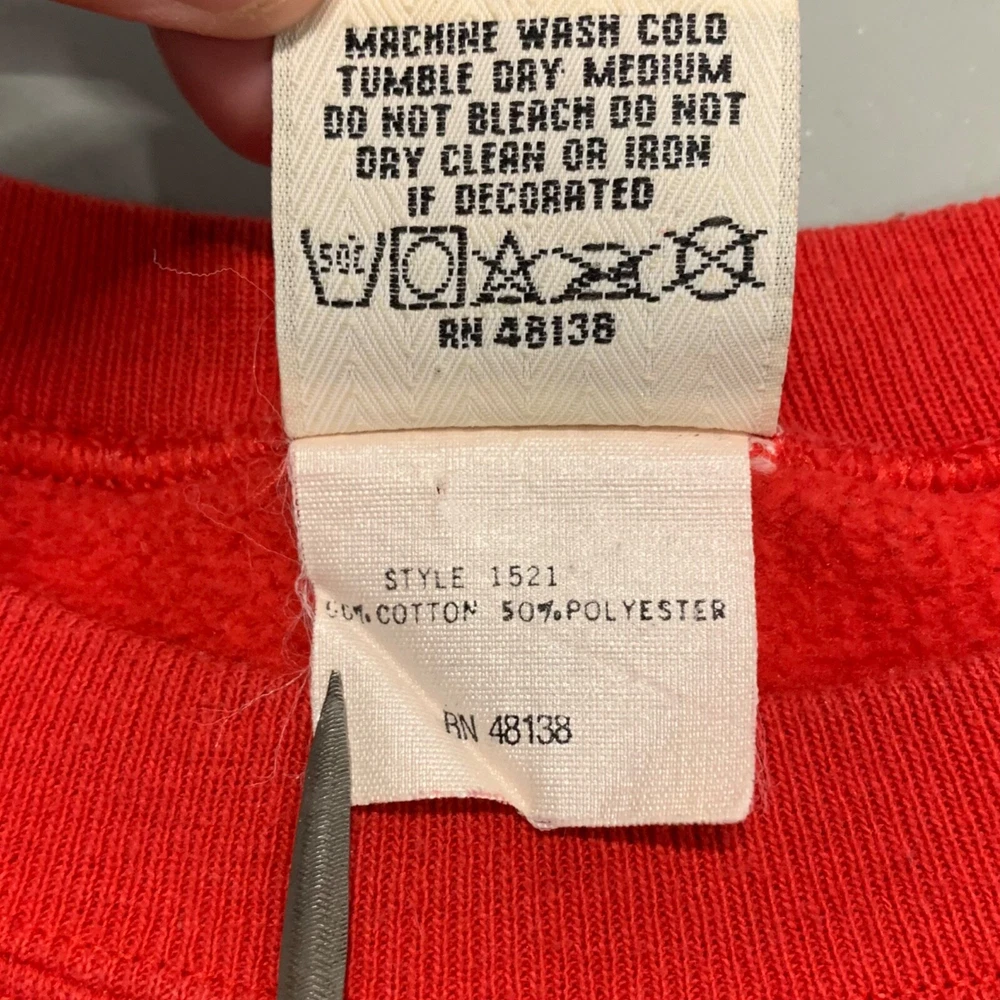 MACHINE WASH COLD
TUMBLE DRY MEDIUM
DO NOT BLEACH DO NOT
DRY CLEAN OR IRON
IF DECORATED
RN 48138
STYLE 1521
COTTON 50% POLYESTER
RN 48138